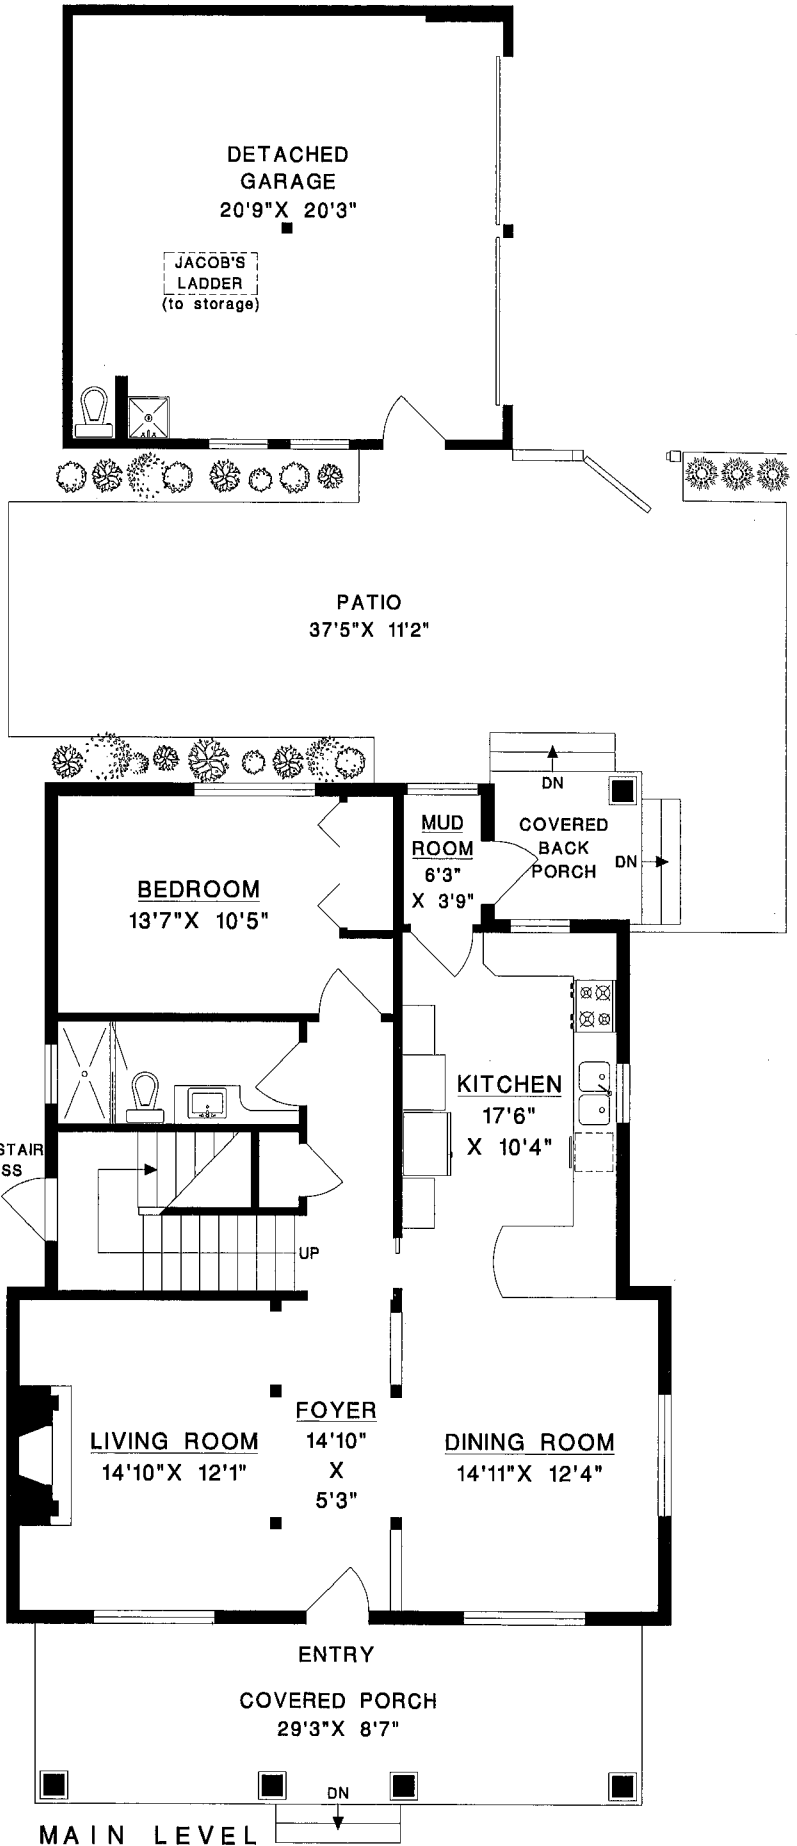 DETACHED
GARAGE
20'9"X 20'3"
JACOB'S
LADDER
(to storage)
PATIO
37'5"X 11'2"
DN
MUD
ROOM
6'3"
X 3'9"
COVERED
BACK
PORCH
DN
BEDROOM
13'7"X 10'5"
KITCHEN
17'6"
X 10'4"
STAIR
SS
UP
FOYER
14'10"
X
5'3"
LIVING ROOM
14'10"X 12'1"
DINING ROOM
14'11"X 12'4"
ENTRY
COVERED PORCH
29'3"X 8'7"
DN
MAIN LEVEL